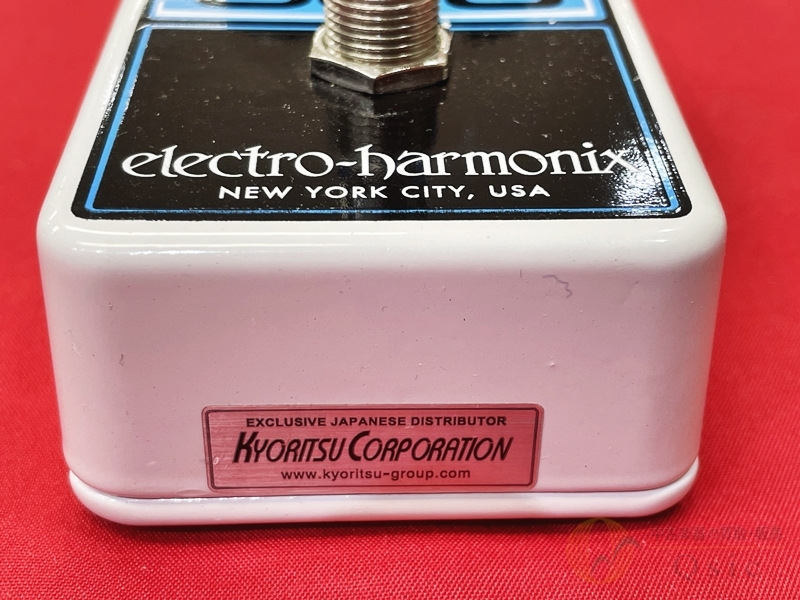 electro-harmonix
NEW YORK CITY, USA
EXCLUSIVE JAPANESE DISTRIBUTOR
KYORITSU CORPORATION
www.kyoritsu-group.com